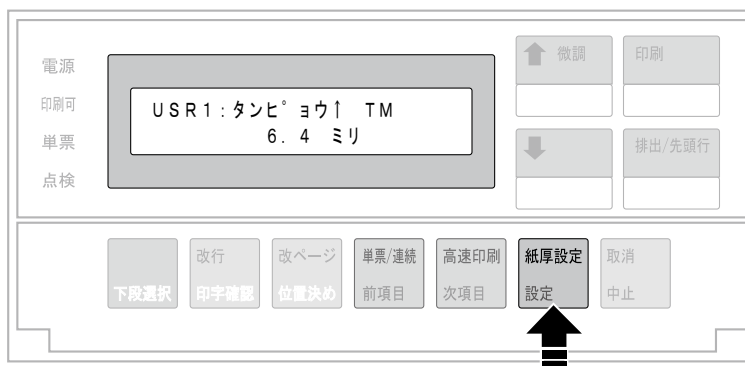 電源
印刷可
単票
点検
USR1:タンピョウ↑ TM
6.4 ミリ
微調
印刷
排出/先頭行
下段選択
改行
印字確認
改ページ
位置決め
単票/連続
前項目
高速印刷
次項目
紙厚設定
設定
取消
中止